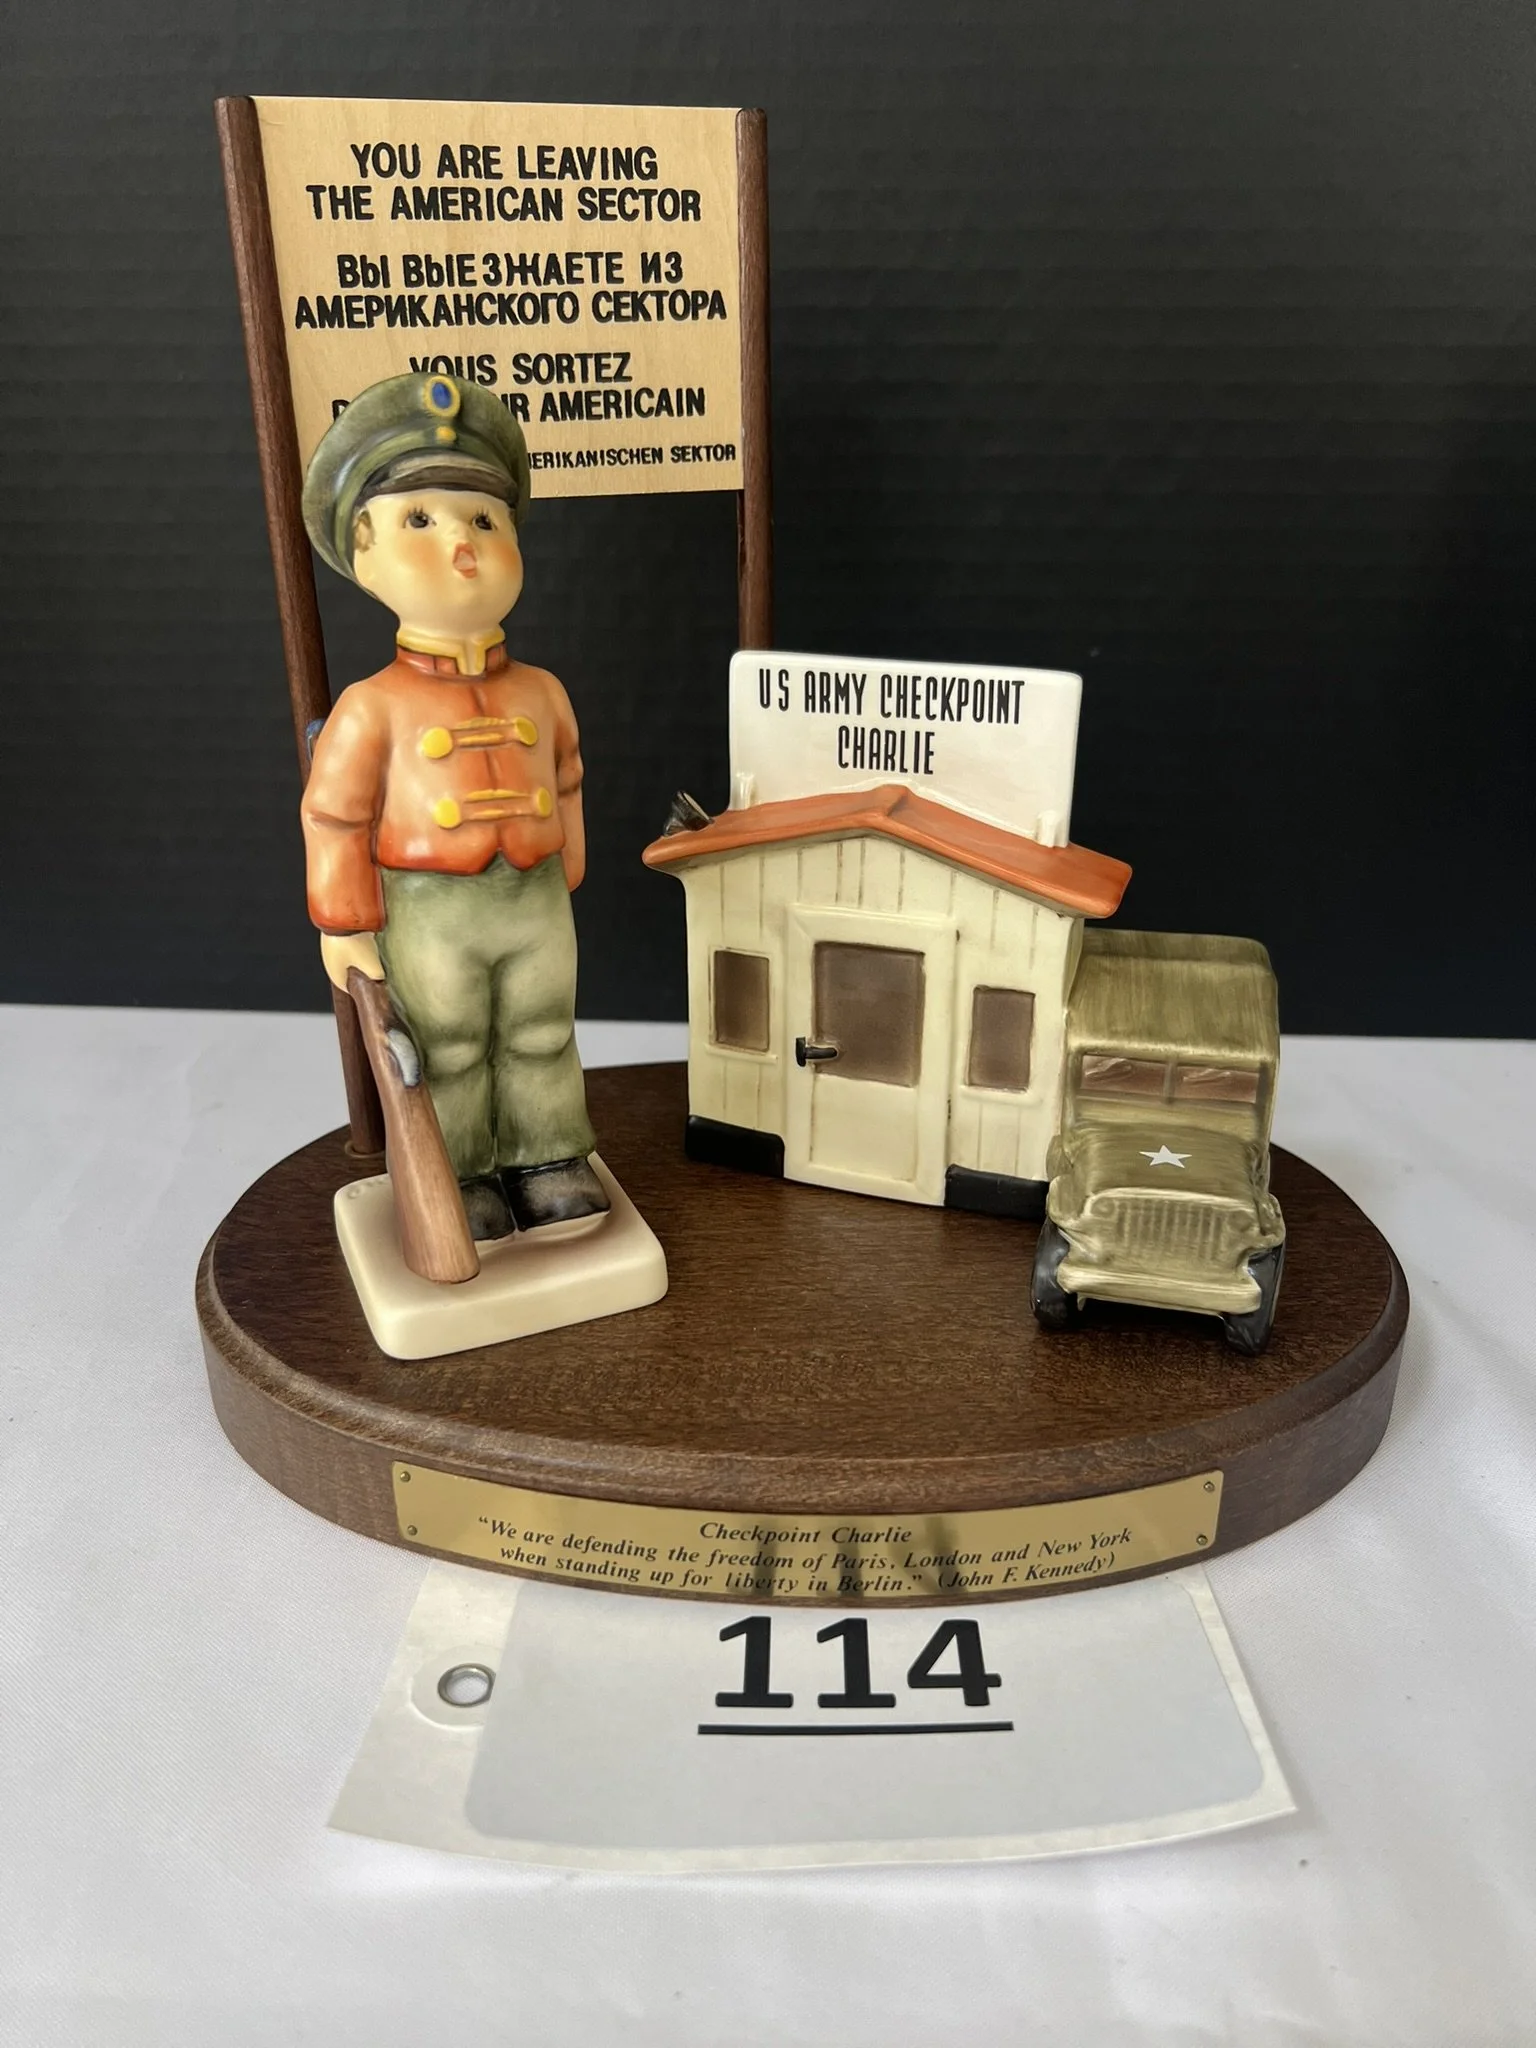 YOU ARE LEAVING
THE AMERICAN SECTOR
ВЫ ВЫЕЗЖАЕТЕ ИЗ
АМЕРИКАНСКОГО СЕКТОРА
VOUS SORTEZ
AMERICAIN
SEKTOR
US ARMY CHECKPOINT
CHARLIE
Checkpoint Charlie
“We are defending the freedom of Paris, London and New York
when standing up for liberty in Berlin.” (John F. Kennedy)
114